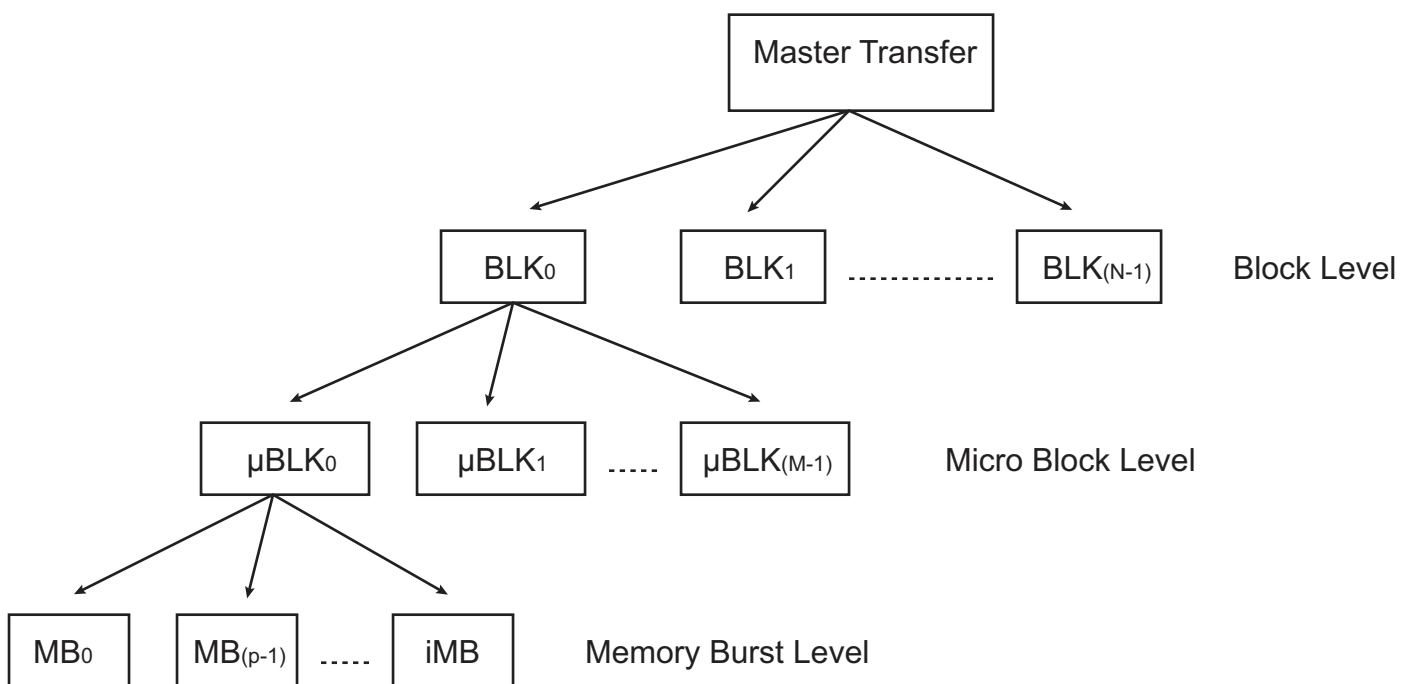 Master Transfer
BLK0 BLK1 BLK(N-1) Block Level
µBLK0 µBLK1 µBLK(M-1) Micro Block Level
MB0 MB(p-1) iMB Memory Burst Level